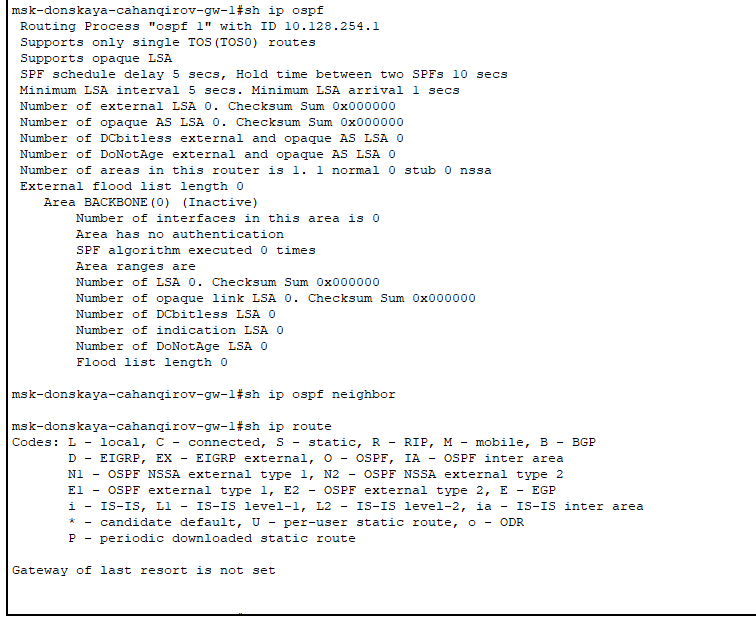 msk-donskaya-cahanqirov-gw-1#sh ip ospf
Routing Process "ospf 1" with ID 10.128.254.1
Supports only single TOS(TOS0) routes
Supports opaque LSA
SPF schedule delay 5 secs, Hold time between two SPFs 10 secs
Minimum LSA interval 5 secs. Minimum LSA arrival 1 secs
Number of external LSA 0. Checksum Sum 0x000000
Number of opaque AS LSA 0. Checksum Sum 0x000000
Number of DCbitless external and opaque AS LSA 0
Number of DoNotAge external and opaque AS LSA 0
Number of areas in this router is 1. 1 normal 0 stub 0 nssa
External flood list length 0
Area BACKBONE(0) (Inactive)
Number of interfaces in this area is 0
Area has no authentication
SPF algorithm executed 0 times
Area ranges are
Number of LSA 0. Checksum Sum 0x000000
Number of opaque link LSA 0. Checksum Sum 0x000000
Number of DCbitless LSA 0
Number of indication LSA 0
Number of DoNotAge LSA 0
Flood list length 0
msk-donskaya-cahanqirov-gw-1#sh ip ospf neighbor
msk-donskaya-cahanqirov-gw-1#sh ip route
Codes: L - local, C - connected, S - static, R - RIP, M - mobile, B - BGP
D - EIGRP, EX - EIGRP external, O - OSPF, IA - OSPF inter area
N1 - OSPF NSSA external type 1, N2 - OSPF NSSA external type 2
E1 - OSPF external type 1, E2 - OSPF external type 2, E - EGP
i - IS-IS, L1 - IS-IS level-1, L2 - IS-IS level-2, ia - IS-IS inter area
* - candidate default, U - per-user static route, o - ODR
P - periodic downloaded static route
Gateway of last resort is not set